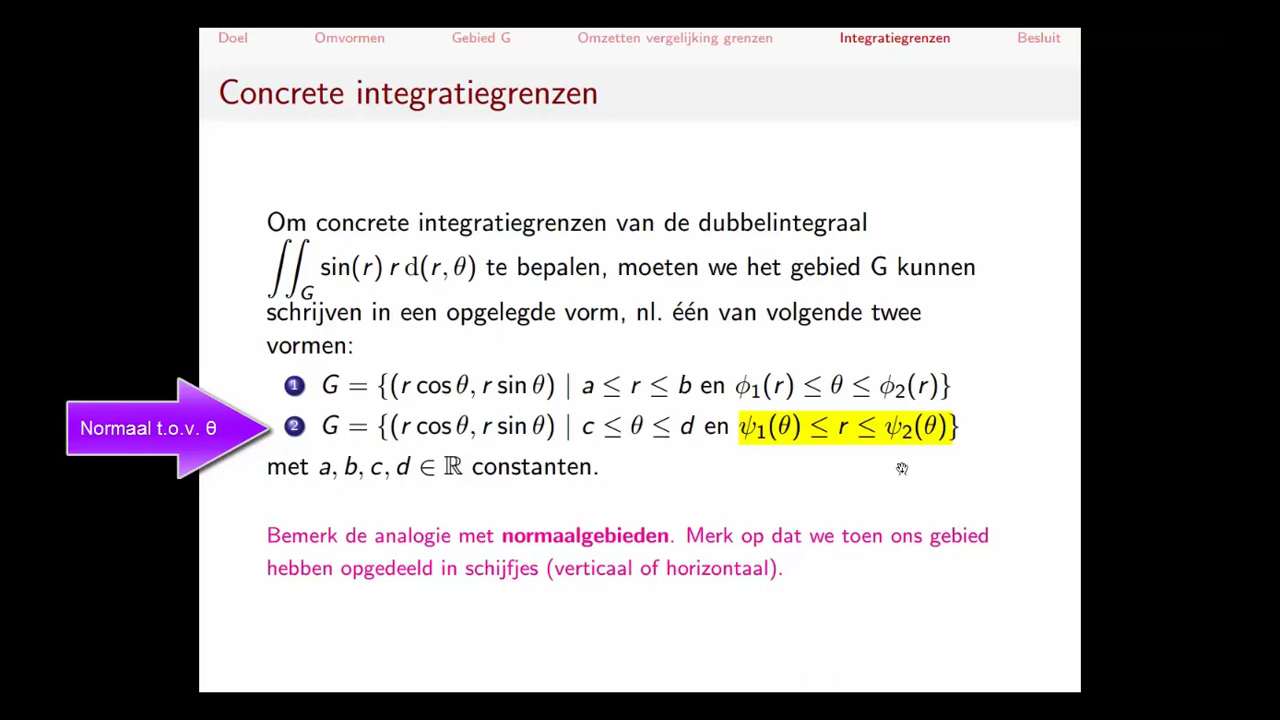 Doel Omvormen Gebied G Omzetten vergelijking grenzen Integratiegrenzen Besluit
Concrete integratiegrenzen
Om concrete integratiegrenzen van de dubbelintegraal
∬_G sin(r) r d(r, θ) te bepalen, moeten we het gebied G kunnen
schrijven in een opgelegde vorm, nl. één van volgende twee
vormen:
1 G = {(r cos θ, r sin θ) | a ≤ r ≤ b en ϕ₁(r) ≤ θ ≤ ϕ₂(r)}
Normaal t.o.v. θ
2 G = {(r cos θ, r sin θ) | c ≤ θ ≤ d en ψ₁(θ) ≤ r ≤ ψ₂(θ)}
met a, b, c, d ∈ ℝ constanten.
Bemerk de analogie met normaalgebieden. Merk op dat we toen ons gebied
hebben opgedeeld in schijfjes (verticaal of horizontaal).